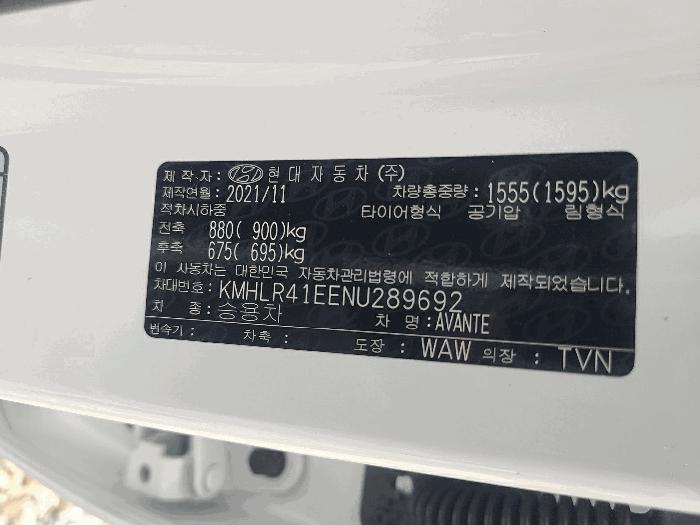 제 작 자 : 현 대 자 동 차 (주)
제작연월 : 2021/11 차량총중량 : 1555(1595)kg
적차시하중 타이어형식 공기압 림형식
전축 880( 900)kg
후축 675( 695)kg
이 자동차는 대한민국 자동차관리법령에 적합하게 제작되었습니다.
차대번호 : KMHLR41EENU289692
차 종 : 승용차 차 명 : AVANTE
변속기 : 차축 : 도장 : WAW 의장 : TVN